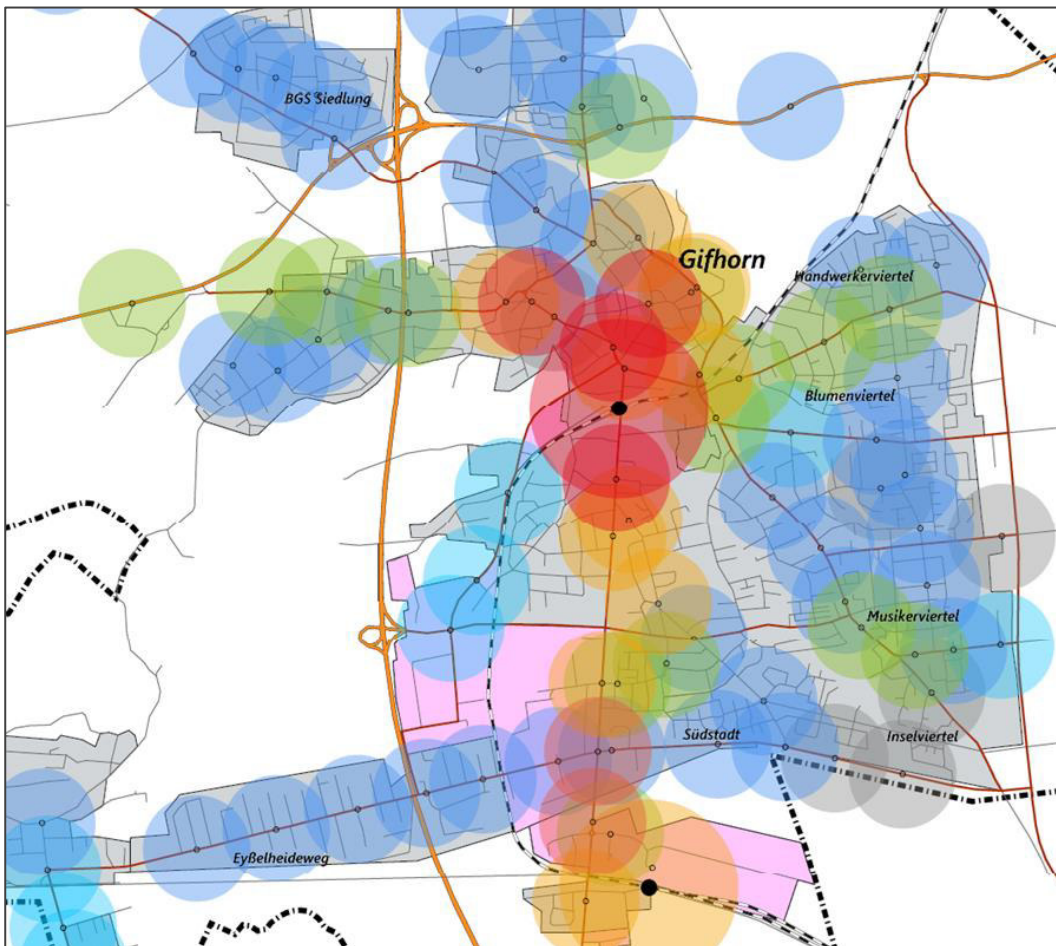 BGS Siedlung
Gifhorn
Handwerkerviertel
Blumenviertel
Musikerviertel
Südstadt
Inselviertel
Eyßelheideweg